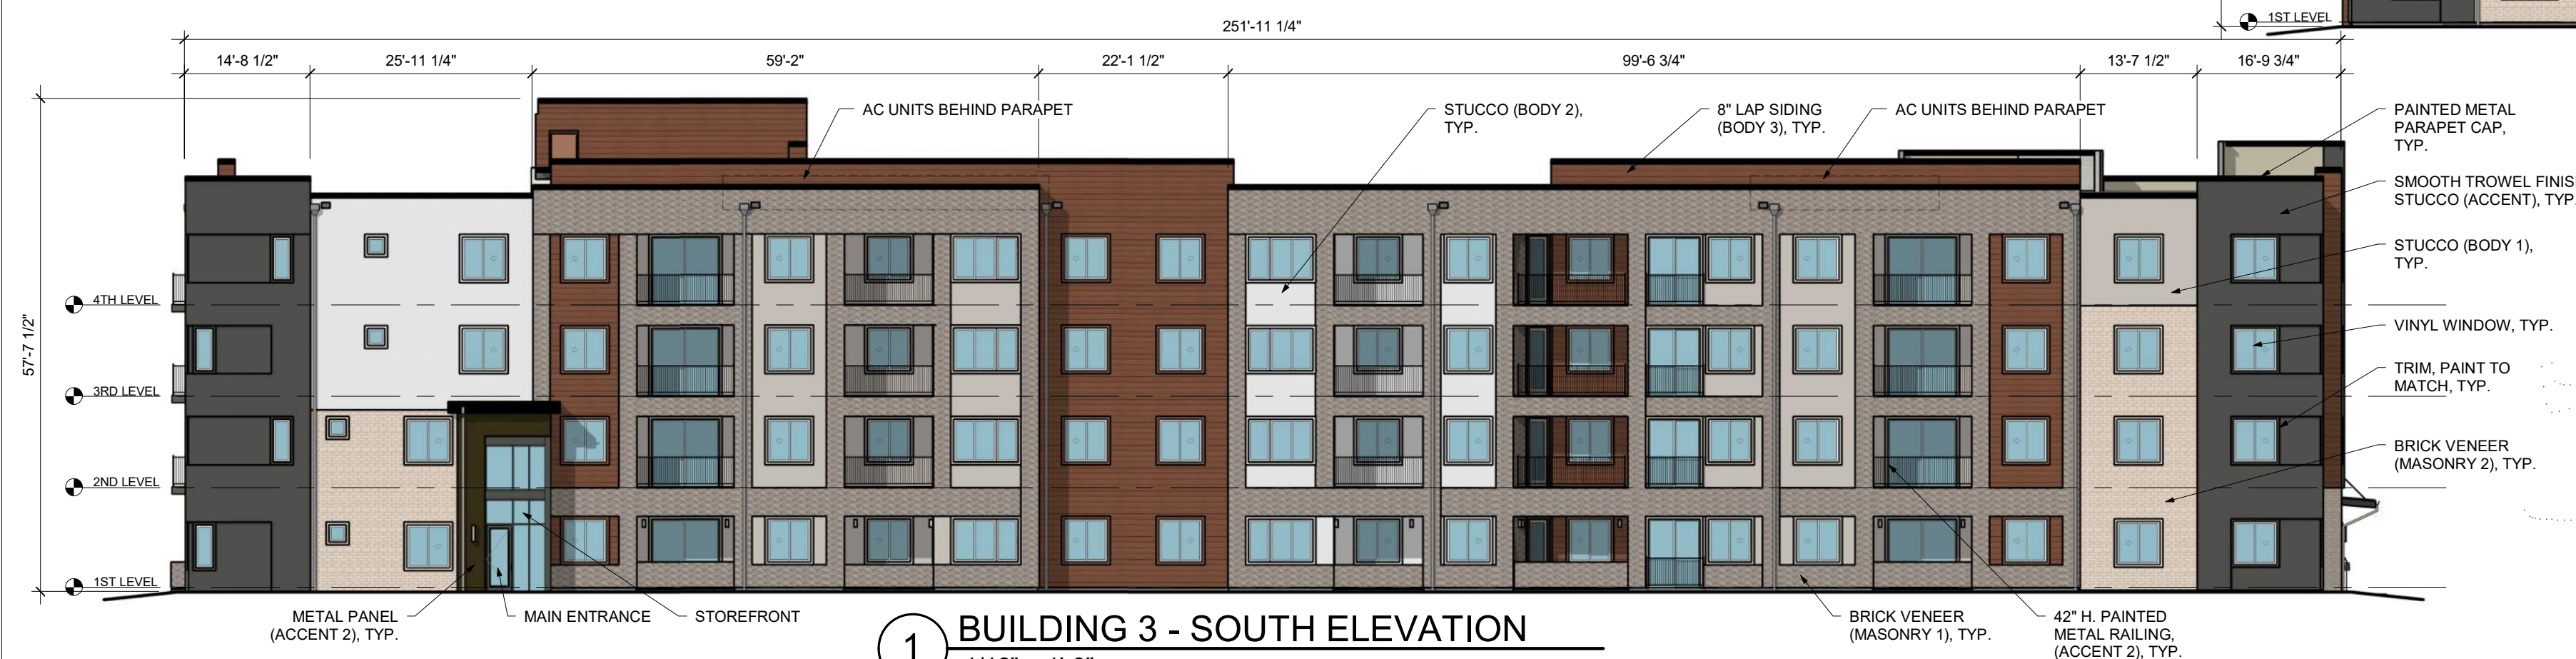 1ST LEVEL
251'-11 1/4"
14'-8 1/2"
25'-11 1/4"
59'-2"
22'-1 1/2"
99'-6 3/4"
13'-7 1/2"
16'-9 3/4"
AC UNITS BEHIND PARAPET
STUCCO (BODY 2),
TYP.
8" LAP SIDING
(BODY 3), TYP.
AC UNITS BEHIND PARAPET
PAINTED METAL
PARAPET CAP,
TYP.
SMOOTH TROWEL FINIS
STUCCO (ACCENT), TYP.
STUCCO (BODY 1),
TYP.
VINYL WINDOW, TYP.
TRIM, PAINT TO
MATCH, TYP.
BRICK VENEER
(MASONRY 2), TYP.
57'-7 1/2"
4TH LEVEL
3RD LEVEL
2ND LEVEL
1ST LEVEL
METAL PANEL
(ACCENT 2), TYP.
MAIN ENTRANCE
STOREFRONT
BRICK VENEER
(MASONRY 1), TYP.
42" H. PAINTED
METAL RAILING,
(ACCENT 2), TYP.
1
BUILDING 3 - SOUTH ELEVATION